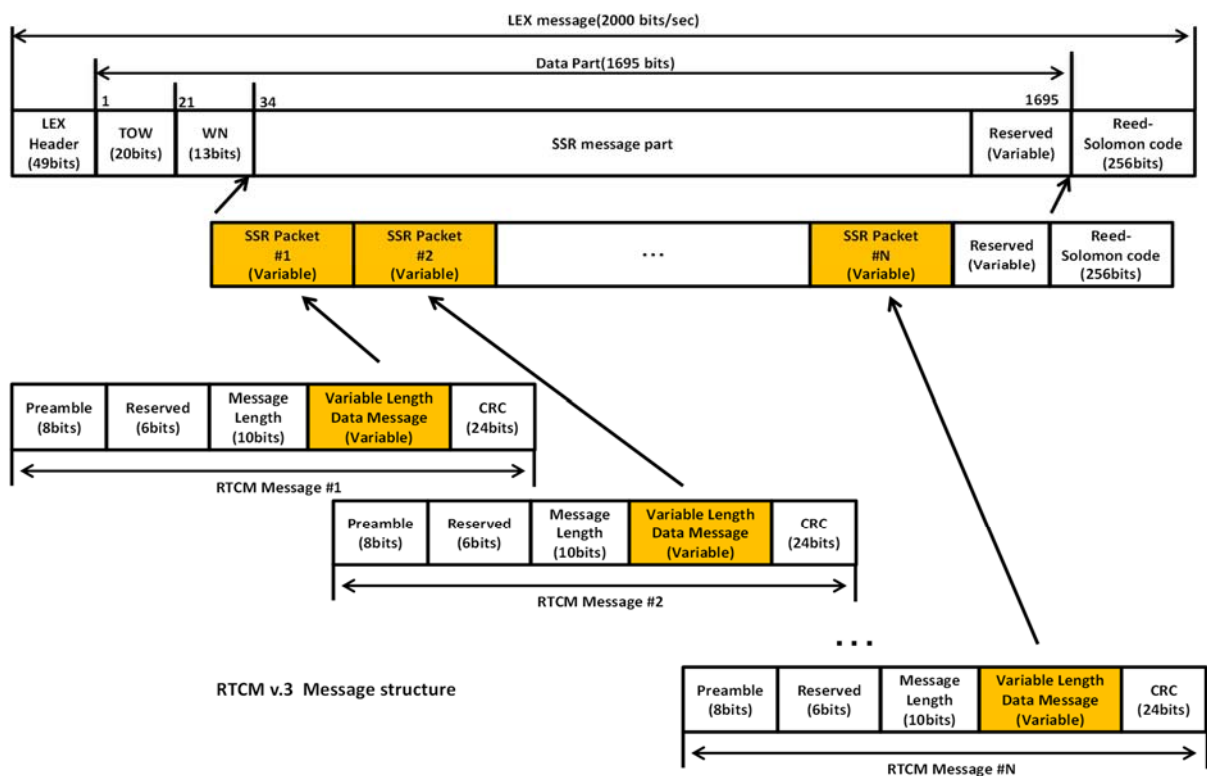 LEX message(2000 bits/sec)
Data Part(1695 bits)
1
21
34
1695
LEX
Header
(49bits)
TOW
(20bits)
WN
(13bits)
SSR message part
Reserved
(Variable)
Reed-
Solomon code
(256bits)
SSR Packet
#1
(Variable)
SSR Packet
#2
(Variable)
...
SSR Packet
#N
(Variable)
Reserved
(Variable)
Reed-
Solomon code
(256bits)
Preamble
(8bits)
Reserved
(6bits)
Message
Length
(10bits)
Variable Length
Data Message
(Variable)
CRC
(24bits)
RTCM Message #1
Preamble
(8bits)
Reserved
(6bits)
Message
Length
(10bits)
Variable Length
Data Message
(Variable)
CRC
(24bits)
RTCM Message #2
...
RTCM v.3 Message structure
Preamble
(8bits)
Reserved
(6bits)
Message
Length
(10bits)
Variable Length
Data Message
(Variable)
CRC
(24bits)
RTCM Message #N